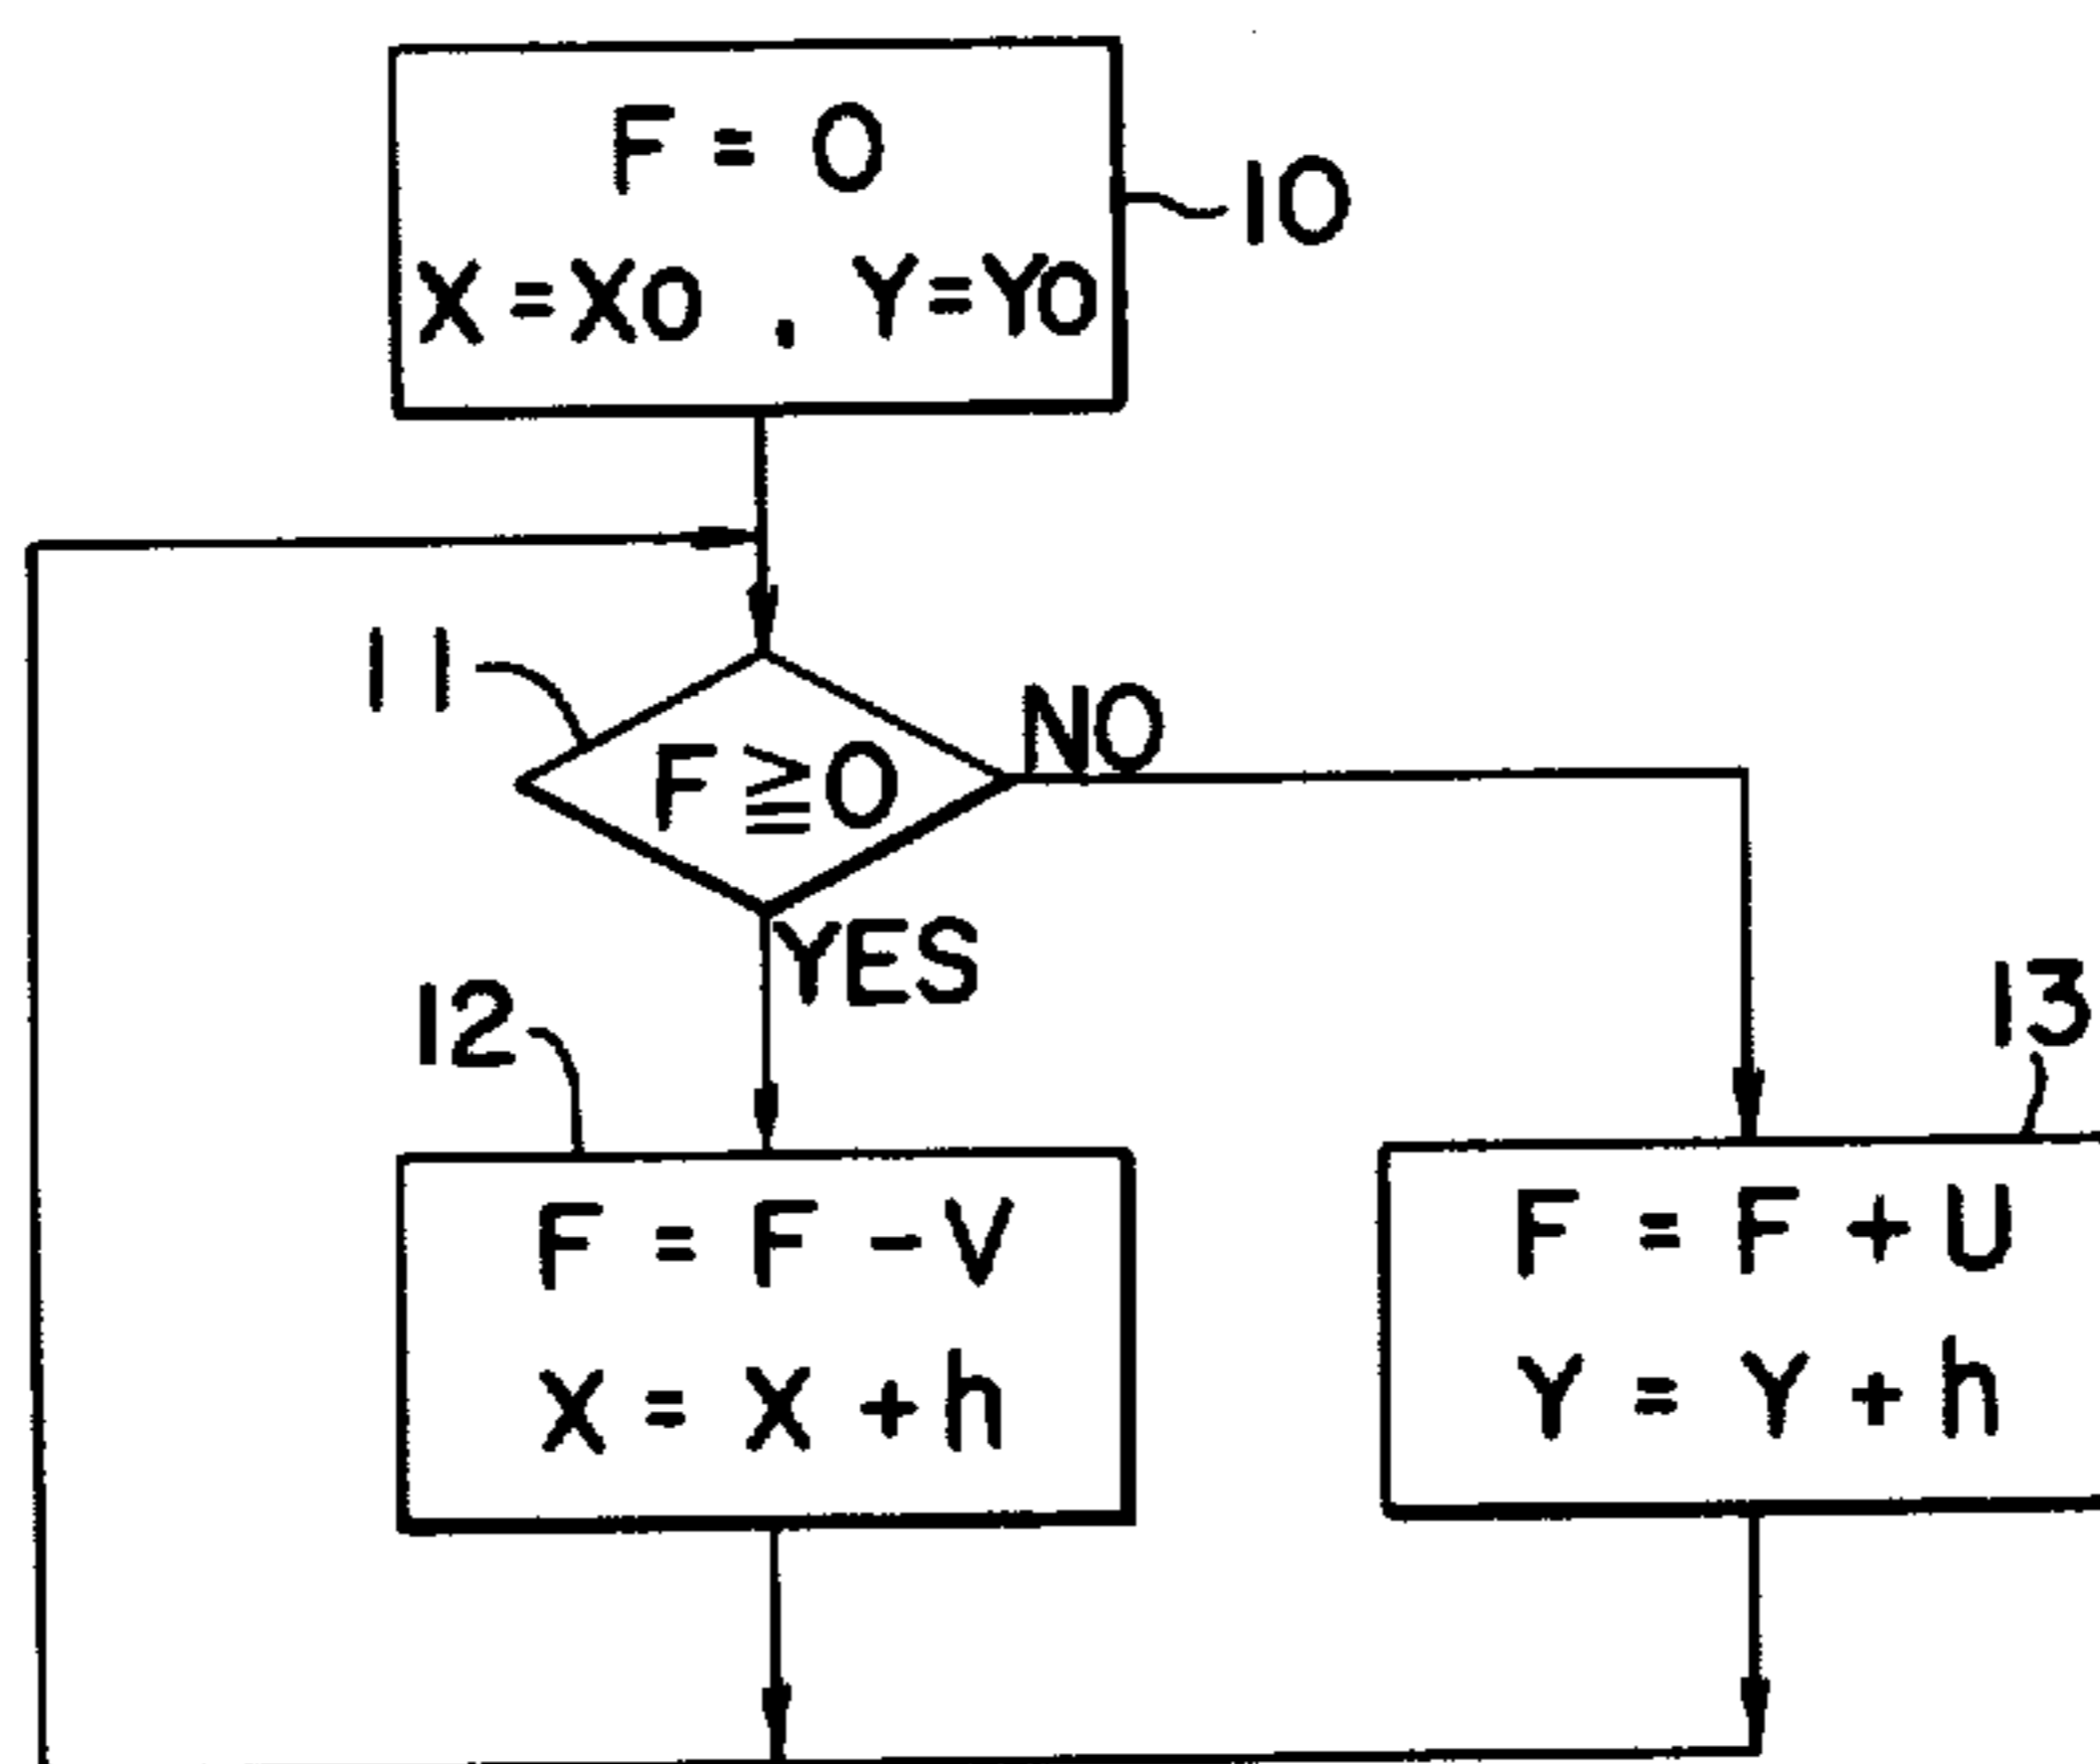 F = 0
X = X0 , Y = Y0
10
11
F ≧ 0
NO
YES
12
13
F = F - V
X = X + h
F = F + U
Y = Y + h